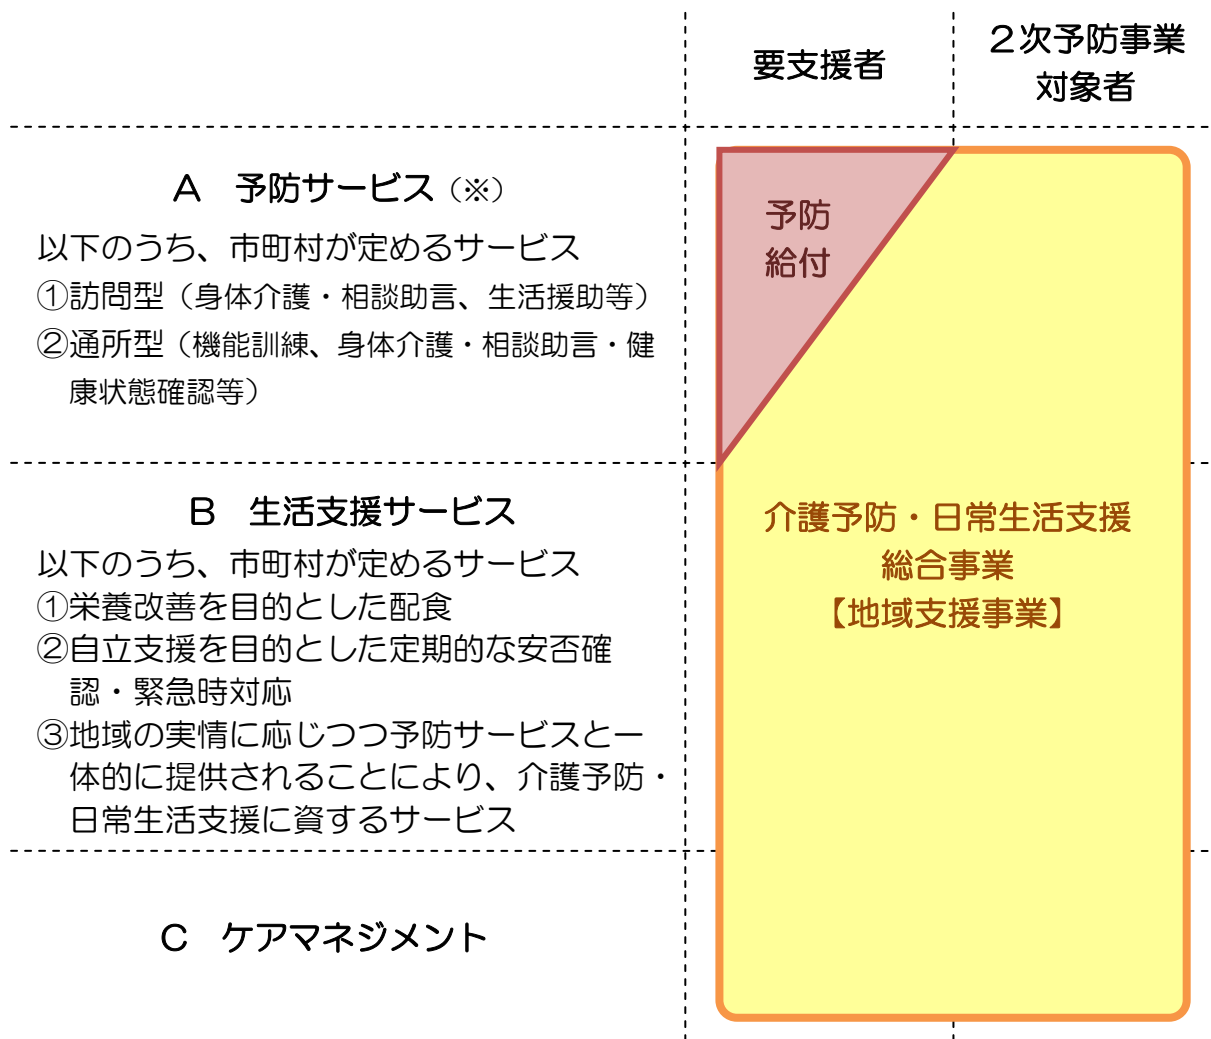 要支援者
２次予防事業
対象者
A　予防サービス（※）
以下のうち、市町村が定めるサービス
①訪問型（身体介護・相談助言、生活援助等）
②通所型（機能訓練、身体介護・相談助言・健
康状態確認等）
予防
給付
B　生活支援サービス
以下のうち、市町村が定めるサービス
①栄養改善を目的とした配食
②自立支援を目的とした定期的な安否確
認・緊急時対応
③地域の実情に応じつつ予防サービスと一
体的に提供されることにより、介護予防・
日常生活支援に資するサービス
介護予防・日常生活支援
総合事業
【地域支援事業】
C　ケアマネジメント